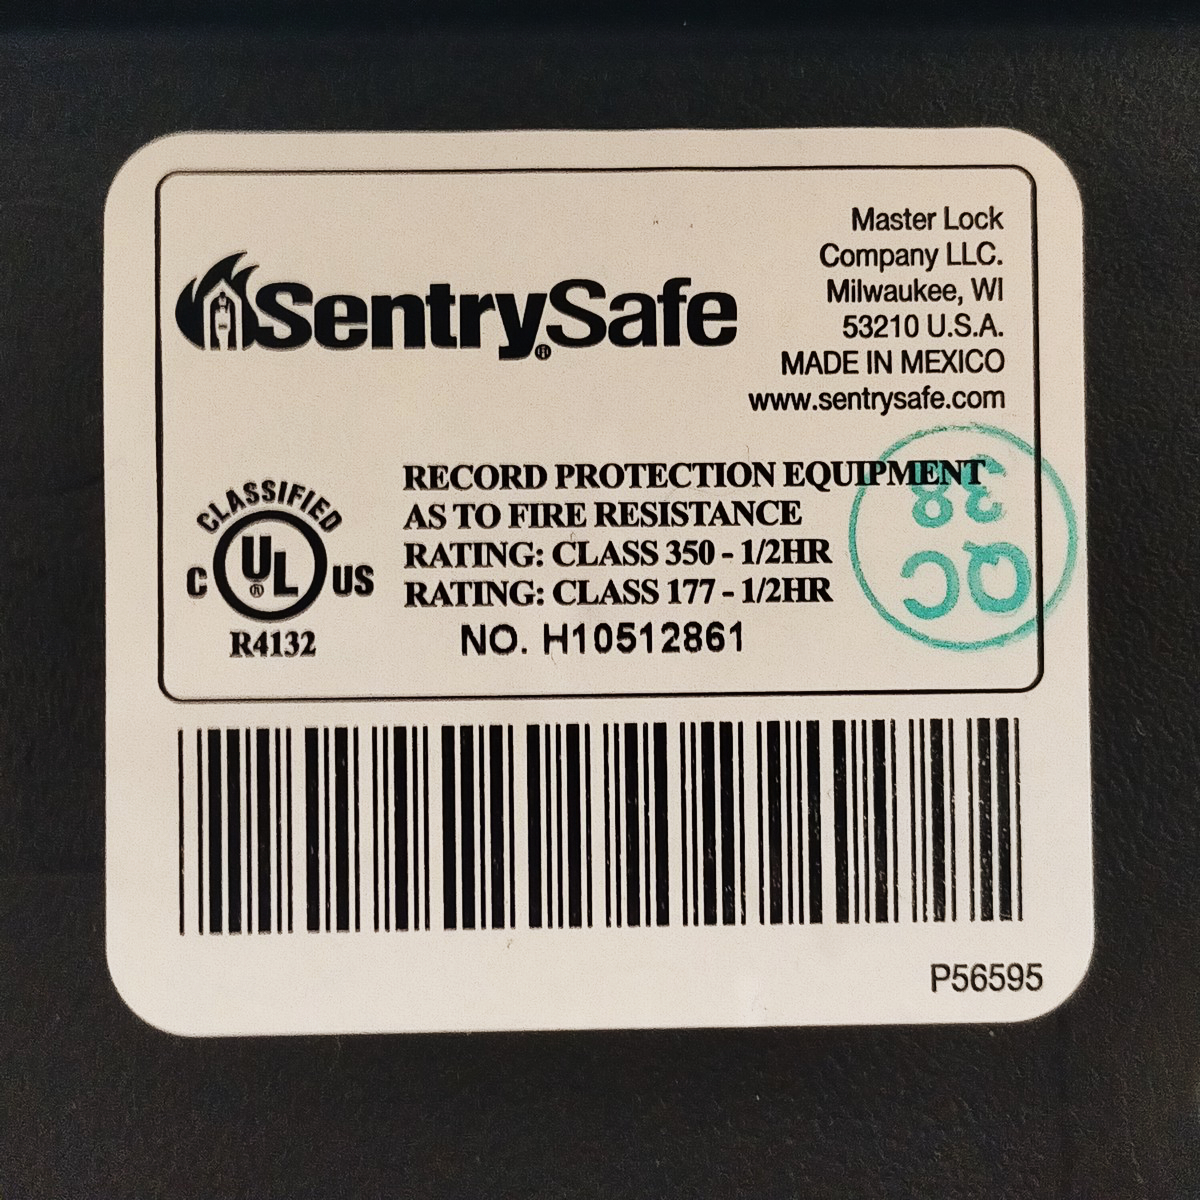 SentrySafe®
Master Lock
Company LLC.
Milwaukee, WI
53210 U.S.A.
MADE IN MEXICO
www.sentrysafe.com
CLASSIFIED
C UL® US
R4132
RECORD PROTECTION EQUIPMENT
AS TO FIRE RESISTANCE
RATING: CLASS 350 - 1/2HR
RATING: CLASS 177 - 1/2HR
NO. H10512861
QC
38
P56595